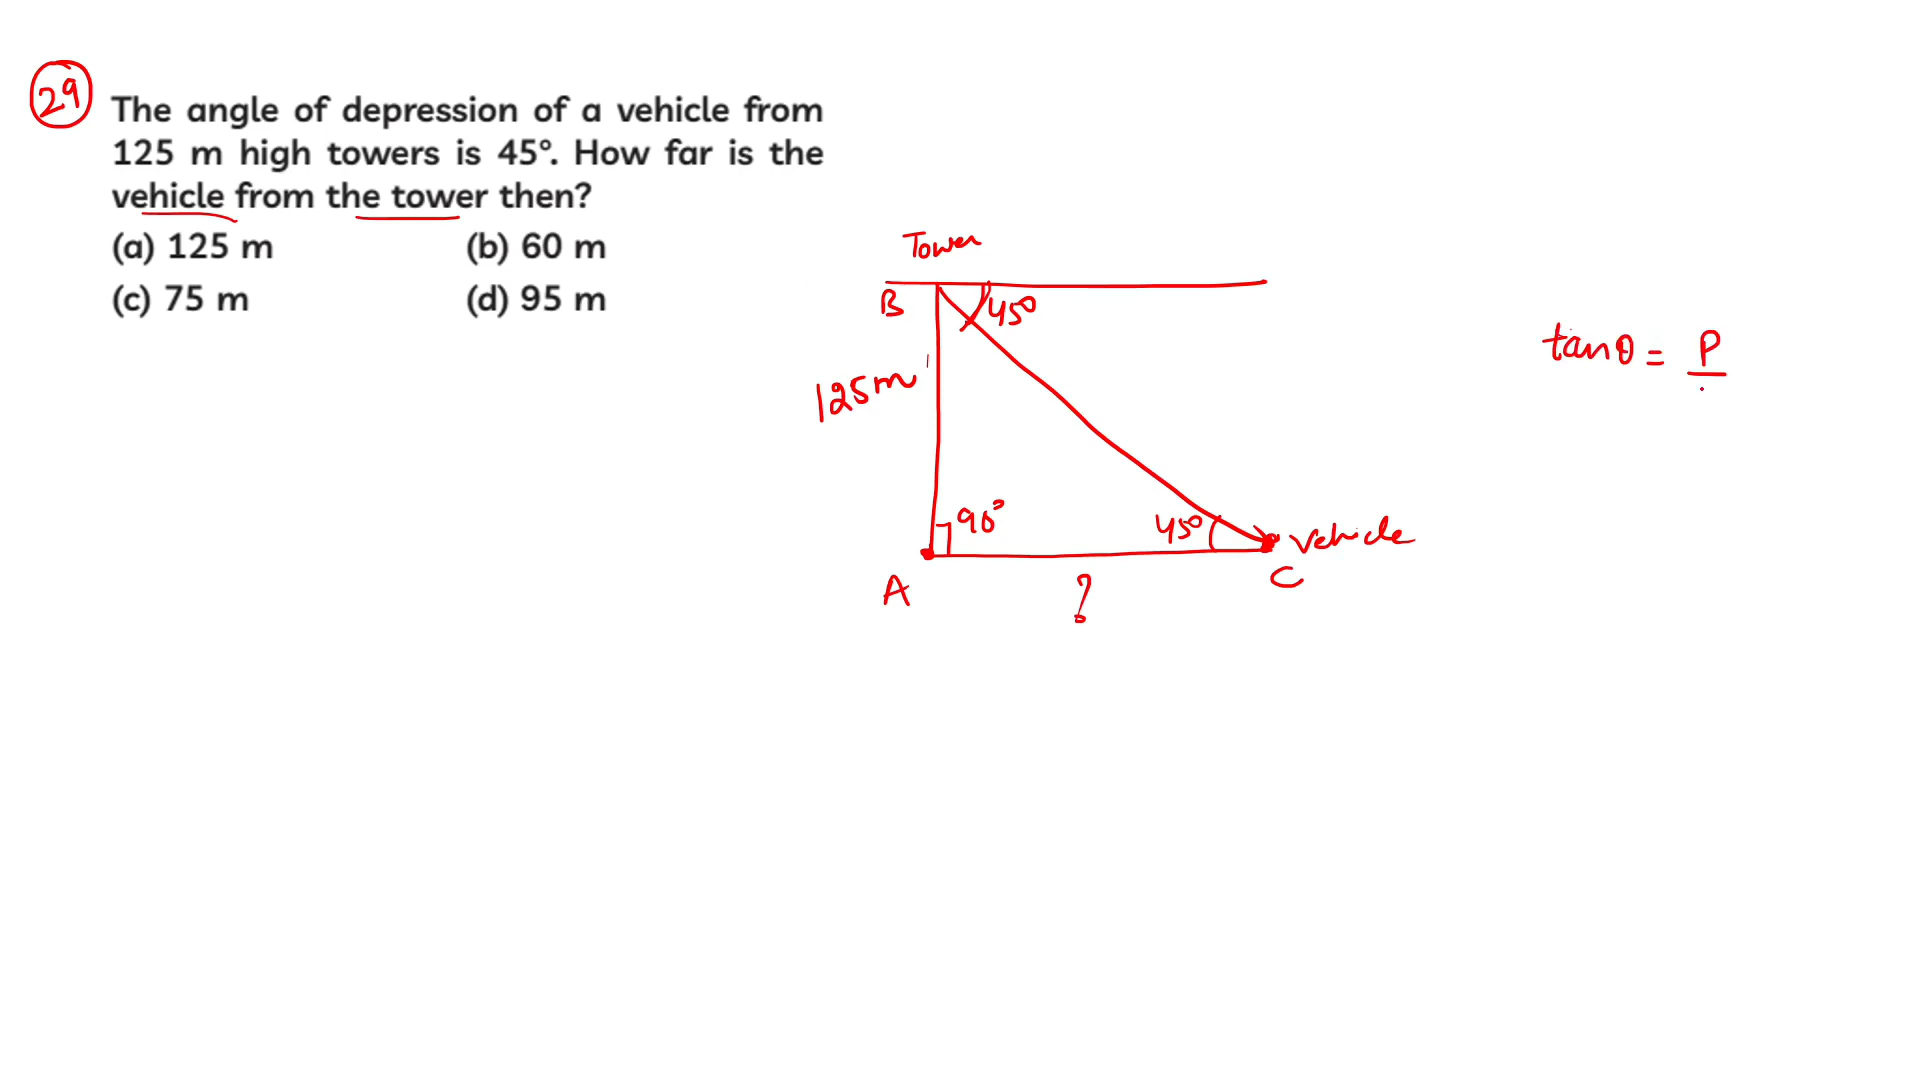 29
The angle of depression of a vehicle from
125 m high towers is 45°. How far is the
vehicle from the tower then?
(a) 125 m (b) 60 m
(c) 75 m (d) 95 m
Tower
B 45°
125m
tanθ = P
90° 45° vehicle
A ? C